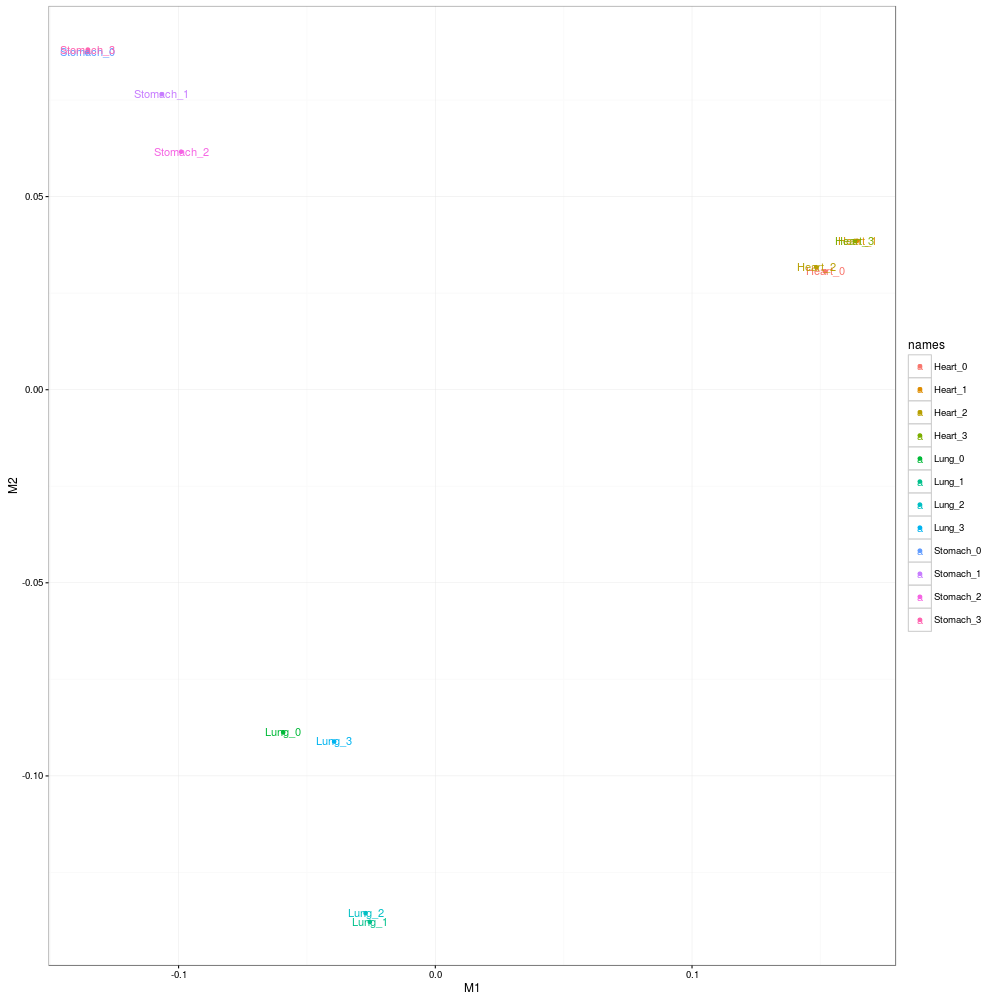 Stomach_3
Stomach_0
Stomach_1
Stomach_2
0.05
Heart_3
Heart_1
Heart_2
Heart_0
names
Heart_0
0.00
Heart_1
Heart_2
Heart_3
Lung_0
Lung_1
M2
Lung_2
Lung_3
Stomach_0
Stomach_1
-0.05
Stomach_2
Stomach_3
Lung_0
Lung_3
-0.10
Lung_2
Lung_1
-0.1
0.0
0.1
M1